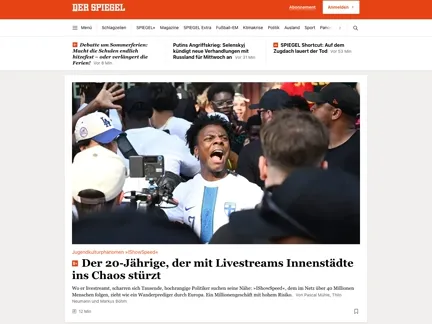 DER SPIEGEL
Abonnement
Anmelden
Menü Schlagzeilen SPIEGEL+ Magazine SPIEGEL Extra Fußball-EM Klimakrise Politik Ausland Sport
Debatte um Sommerferien:
Macht die Schulen endlich
hitzefest – oder verlängert die
Ferien! Vor 8 Min
Putins Angriffskrieg: Selenskyj
kündigt neue Verhandlungen mit
Russland für Mittwoch an Vor 31 Min
SPIEGEL Shortcut: Auf dem
Zugdach lauert der Tod Vor 53 Min
LA
Jugendkulturphänomen »IShowSpeed«
Der 20-Jährige, der mit Livestreams Innenstädte
ins Chaos stürzt
Wo er livestreamt, scharen sich Tausende, hochrangige Politiker suchen seine Nähe: »IShowSpeed«, dem im Netz über 40 Millionen
Menschen folgen, zieht wie ein Wanderprediger durch Europa. Ein Millionengeschäft mit hohem Risiko. Von Pascal Mühle, Thilo
Neumann und Markus Böhm
12 Min